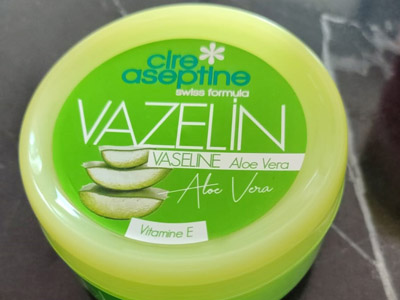 cire
aseptine
swiss formula
VAZELİN
VASELINE Aloe Vera
Aloe Vera
Vitamine E